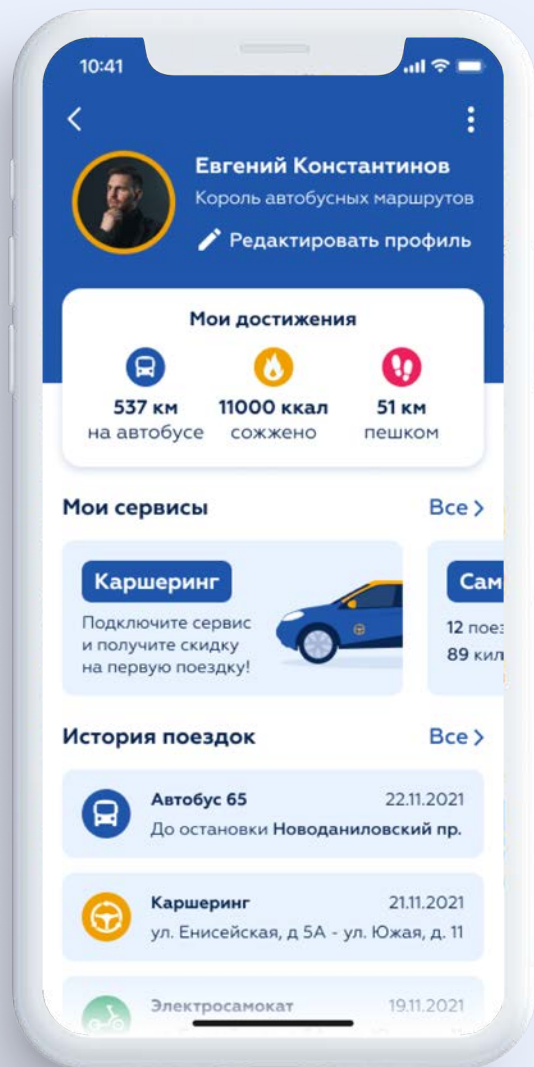 10:41
Евгений Константинов
Король автобусных маршрутов
Редактировать профиль
Мои достижения
537 км
на автобусе
11000 ккал
сожжено
51 км
пешком
Мои сервисы
Все
Каршеринг
Подключите сервис
и получите скидку
на первую поездку!
Сам
12 поез
89 кил
История поездок
Все
Автобус 65
22.11.2021
До остановки Новоданиловский пр.
Каршеринг
21.11.2021
ул. Енисейская, д 5А - ул. Южая, д. 11
Электросамокат
19.11.2021